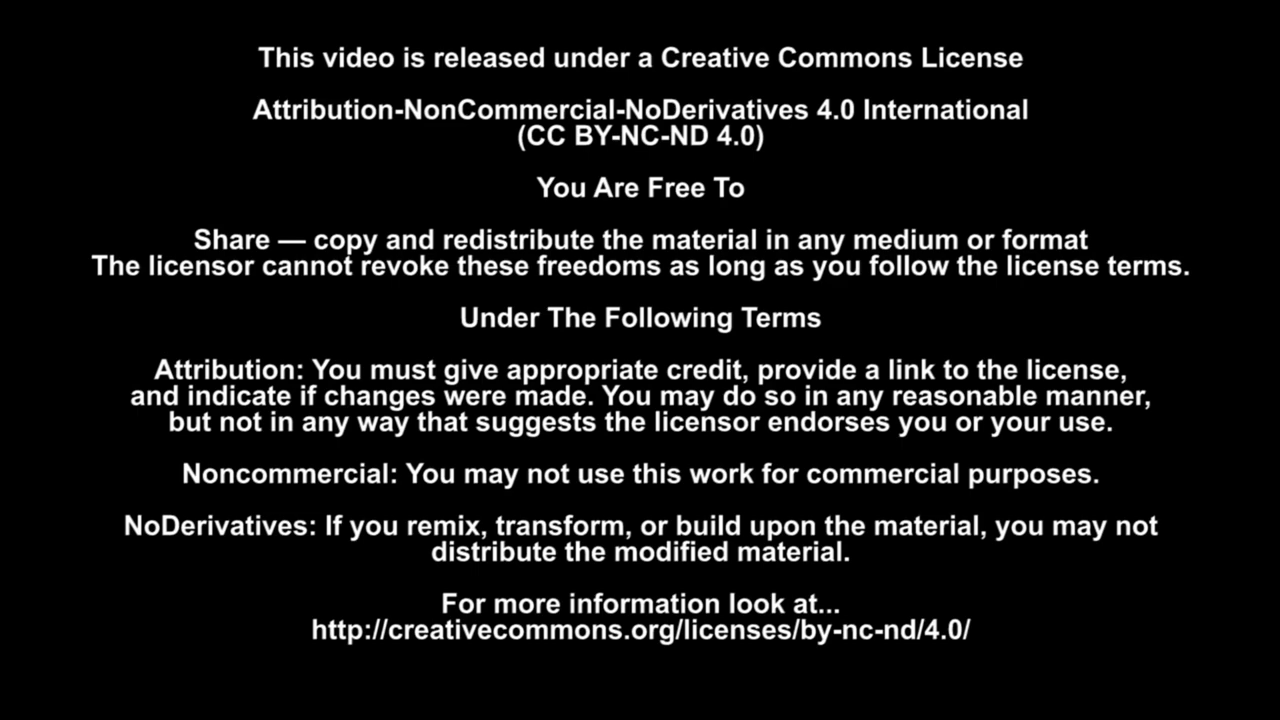 This video is released under a Creative Commons License
Attribution-NonCommercial-NoDerivatives 4.0 International
(CC BY-NC-ND 4.0)
You Are Free To
Share — copy and redistribute the material in any medium or format
The licensor cannot revoke these freedoms as long as you follow the license terms.
Under The Following Terms
Attribution: You must give appropriate credit, provide a link to the license,
and indicate if changes were made. You may do so in any reasonable manner,
but not in any way that suggests the licensor endorses you or your use.
Noncommercial: You may not use this work for commercial purposes.
NoDerivatives: If you remix, transform, or build upon the material, you may not
distribute the modified material.
For more information look at...
http://creativecommons.org/licenses/by-nc-nd/4.0/